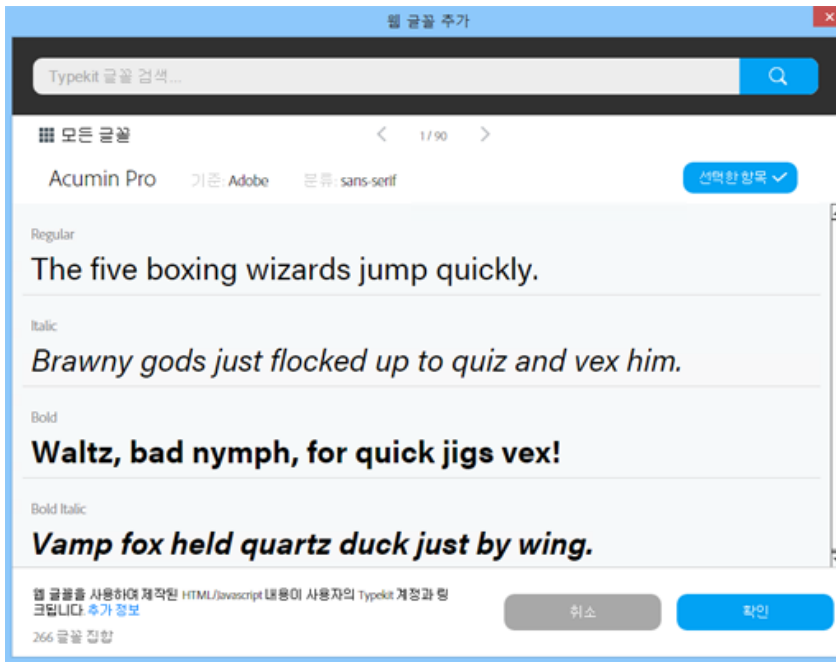 웹 글꼴 추가
Typekit 글꼴 검색...
모든 글꼴 1 / 90
Acumin Pro 기준: Adobe 분류: sans-serif 선택한 항목
Regular
The five boxing wizards jump quickly.
Italic
Brawny gods just flocked up to quiz and vex him.
Bold
Waltz, bad nymph, for quick jigs vex!
Bold Italic
Vamp fox held quartz duck just by wing.
웹 글꼴을 사용하여 제작된 HTML/Javascript 내용이 사용자의 Typekit 계정과 링
크됩니다. 추가 정보
취소 확인
266 글꼴 집합